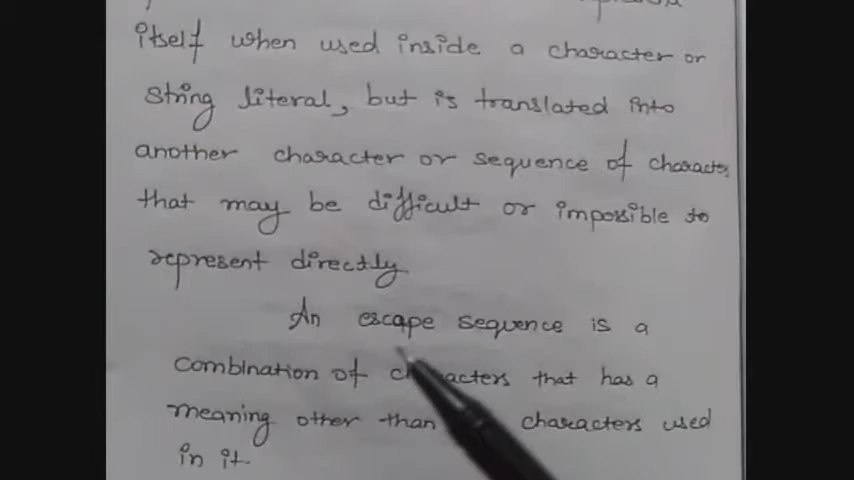 itself when used inside a character or
string literal, but is translated into
another character or sequence of character
that may be difficult or impossible to
represent directly.
An escape sequence is a
combination of characters that has a
meaning other than characters used
in it.